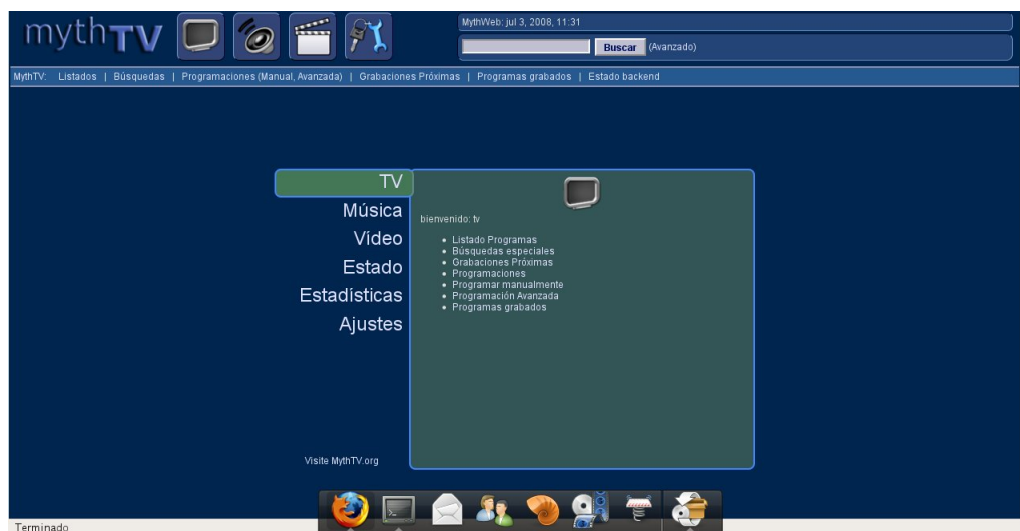 mythTV
MythWeb: jul 3, 2008, 11:31
Buscar (Avanzado)
MythTV: Listados | Búsquedas | Programaciones (Manual, Avanzada) | Grabaciones Próximas | Programas grabados | Estado backend
TV
Música
Vídeo
Estado
Estadísticas
Ajustes
bienvenido: tv
• Listado Programas
• Búsquedas especiales
• Grabaciones Próximas
• Programaciones
• Programar manualmente
• Programación Avanzada
• Programas grabados
Visite MythTV.org
Terminado